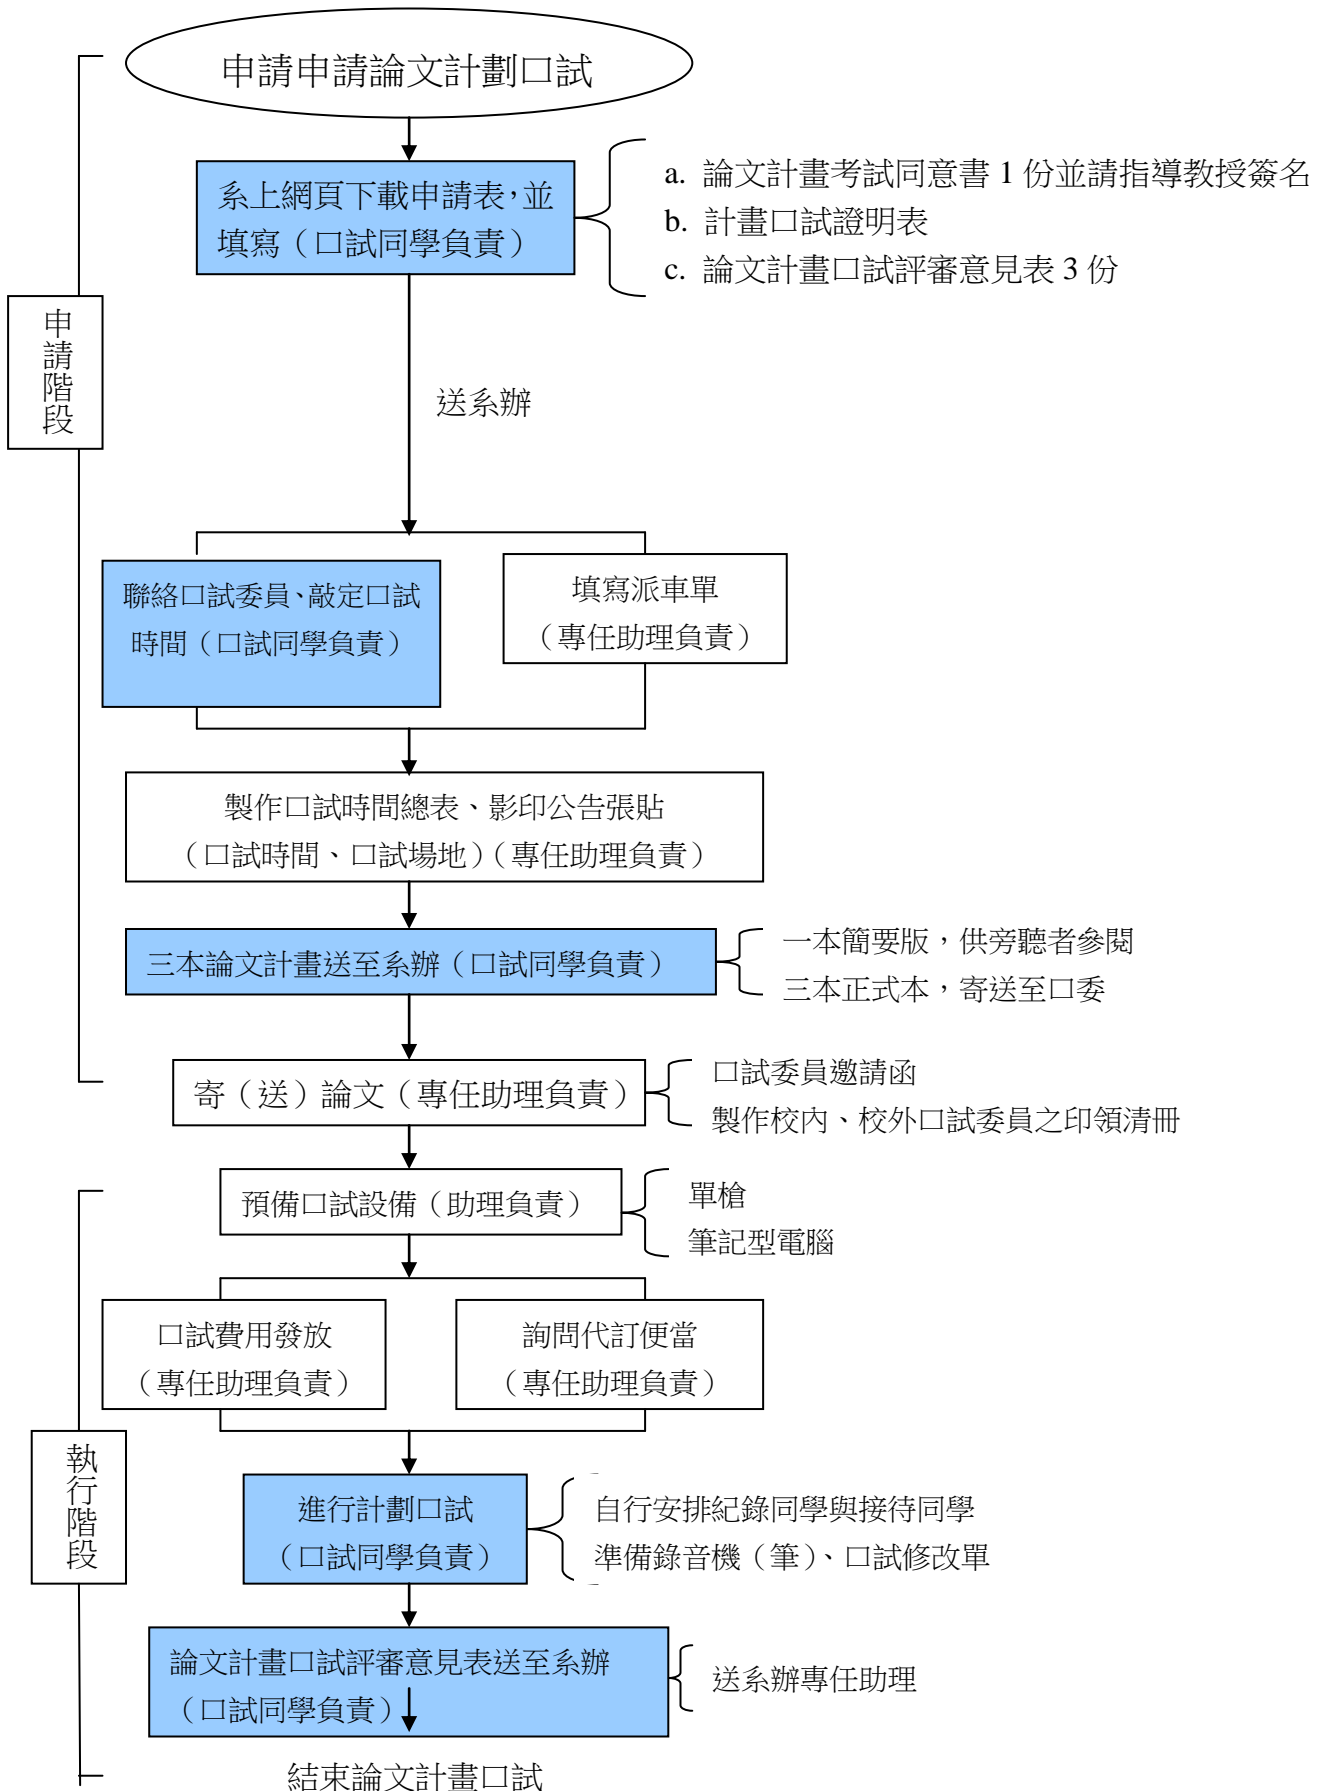 申請申請論文計劃口試
系上網頁下載申請表，並
填寫（口試同學負責）
a. 論文計畫考試同意書 1 份並請指導教授簽名
b. 計畫口試證明表
c. 論文計畫口試評審意見表 3 份
申請階段
送系辦
聯絡口試委員、敲定口試
時間（口試同學負責）
填寫派車單
（專任助理負責）
製作口試時間總表、影印公告張貼
（口試時間、口試場地）（專任助理負責）
三本論文計畫送至系辦（口試同學負責）
一本簡要版，供旁聽者參閱
三本正式本，寄送至口委
寄（送）論文（專任助理負責）
口試委員邀請函
製作校內、校外口試委員之印領清冊
預備口試設備（助理負責）
單槍
筆記型電腦
口試費用發放
（專任助理負責）
詢問代訂便當
（專任助理負責）
執行階段
進行計劃口試
（口試同學負責）
自行安排紀錄同學與接待同學
準備錄音機（筆）、口試修改單
論文計畫口試評審意見表送至系辦
（口試同學負責）
送系辦專任助理
結束論文計畫口試